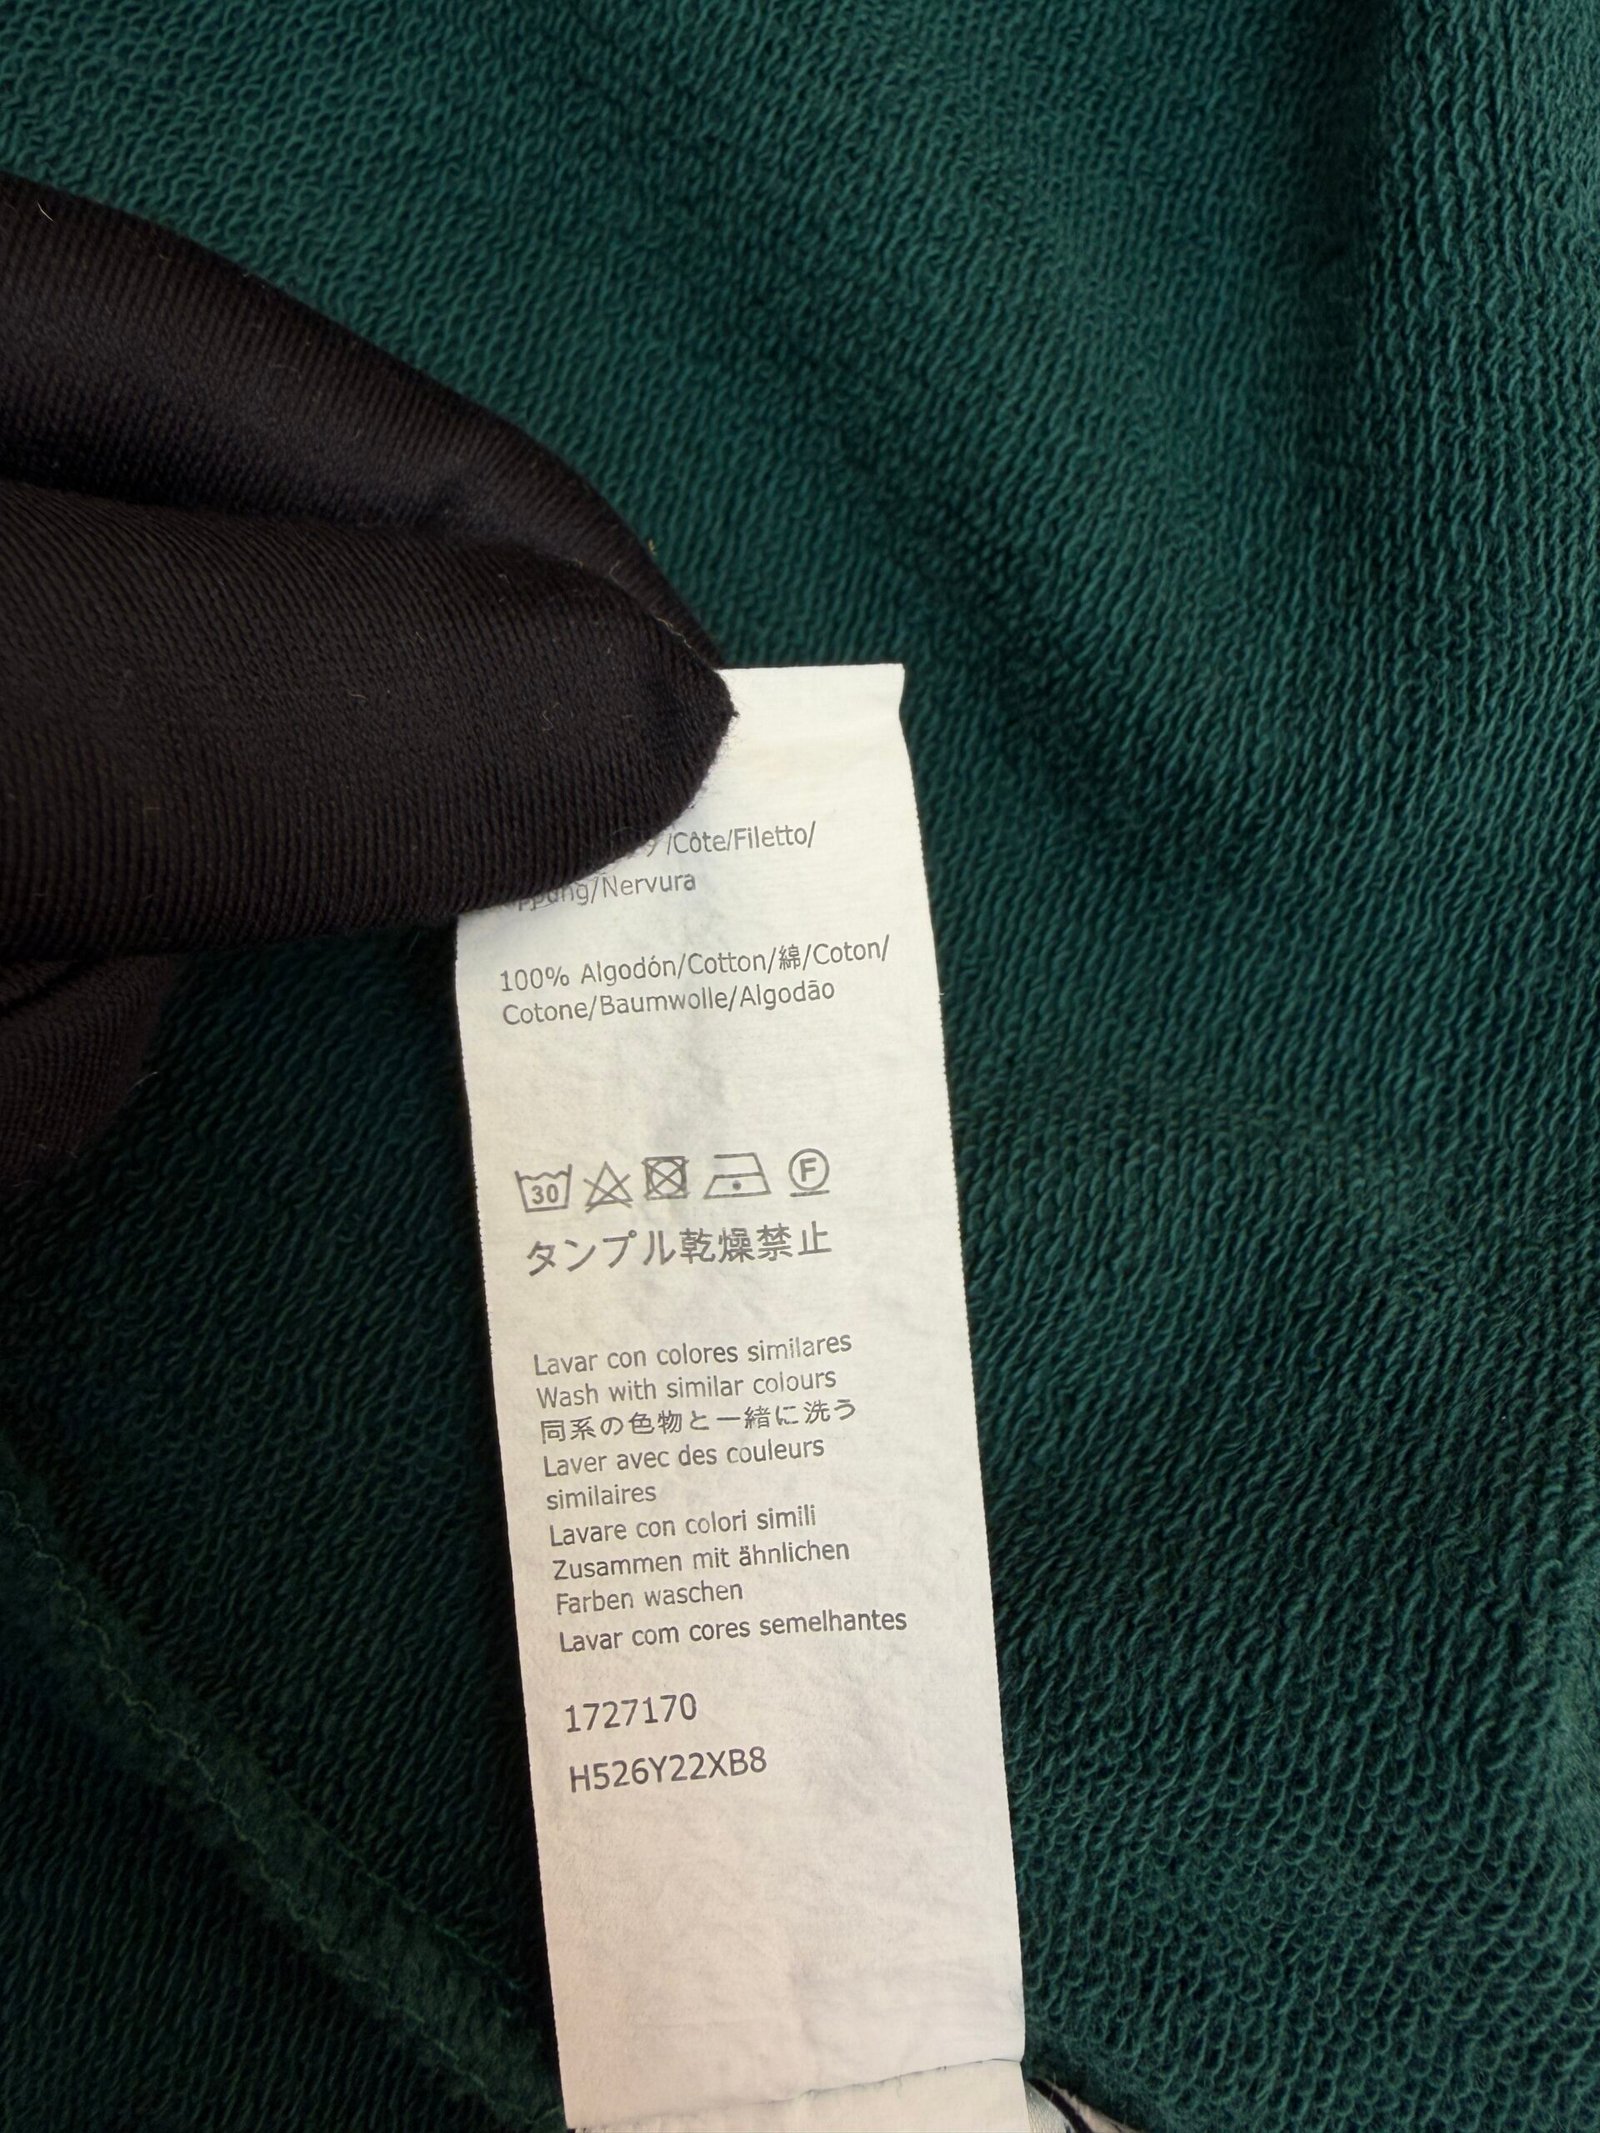 /Côte/Filetto/
/Nervura
100% Algodón/Cotton/綿/Coton/
Cotone/Baumwolle/Algodão
30 F
タンブル乾燥禁止
Lavar con colores similares
Wash with similar colours
同系の色物と一緒に洗う
Laver avec des couleurs
similaires
Lavare con colori simili
Zusammen mit ähnlichen
Farben waschen
Lavar com cores semelhantes
1727170
H526Y22XB8